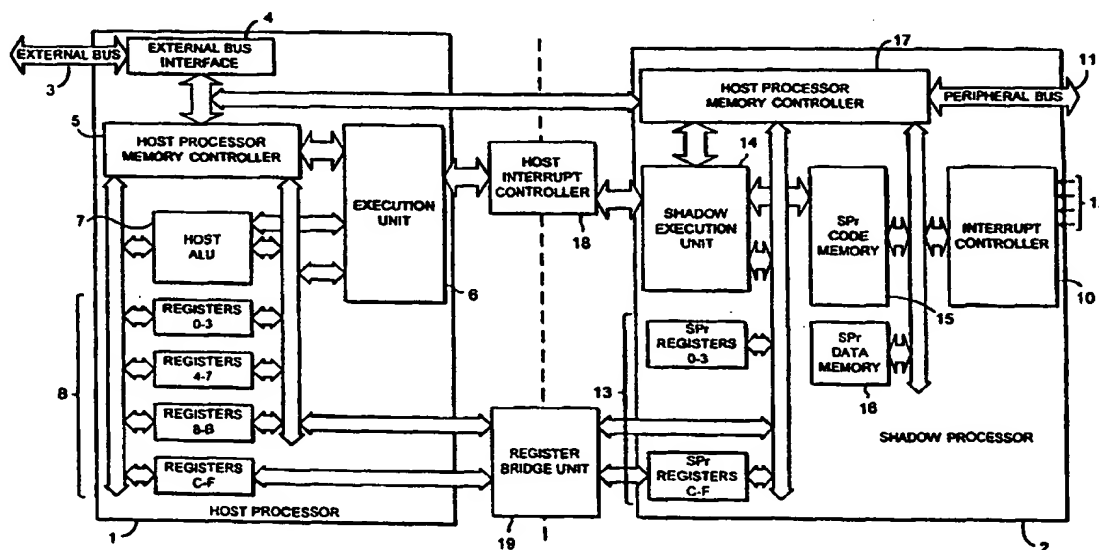 4
EXTERNAL BUS
3
EXTERNAL BUS
INTERFACE
5
HOST PROCESSOR
MEMORY CONTROLLER
7
HOST
ALU
EXECUTION
UNIT
6
8
REGISTERS
0-3
REGISTERS
4-7
REGISTERS
8-B
REGISTERS
C-F
HOST PROCESSOR
1
HOST
INTERRUPT
CONTROLLER
18
REGISTER
BRIDGE UNIT
19
17
HOST PROCESSOR
MEMORY CONTROLLER
11
PERIPHERAL BUS
14
SHADOW
EXECUTION
UNIT
SPr
CODE
MEMORY
15
INTERRUPT
CONTROLLER
10
13
SPr
REGISTERS
0-3
SPr
DATA
MEMORY
16
SPr
REGISTERS
C-F
SHADOW PROCESSOR
2